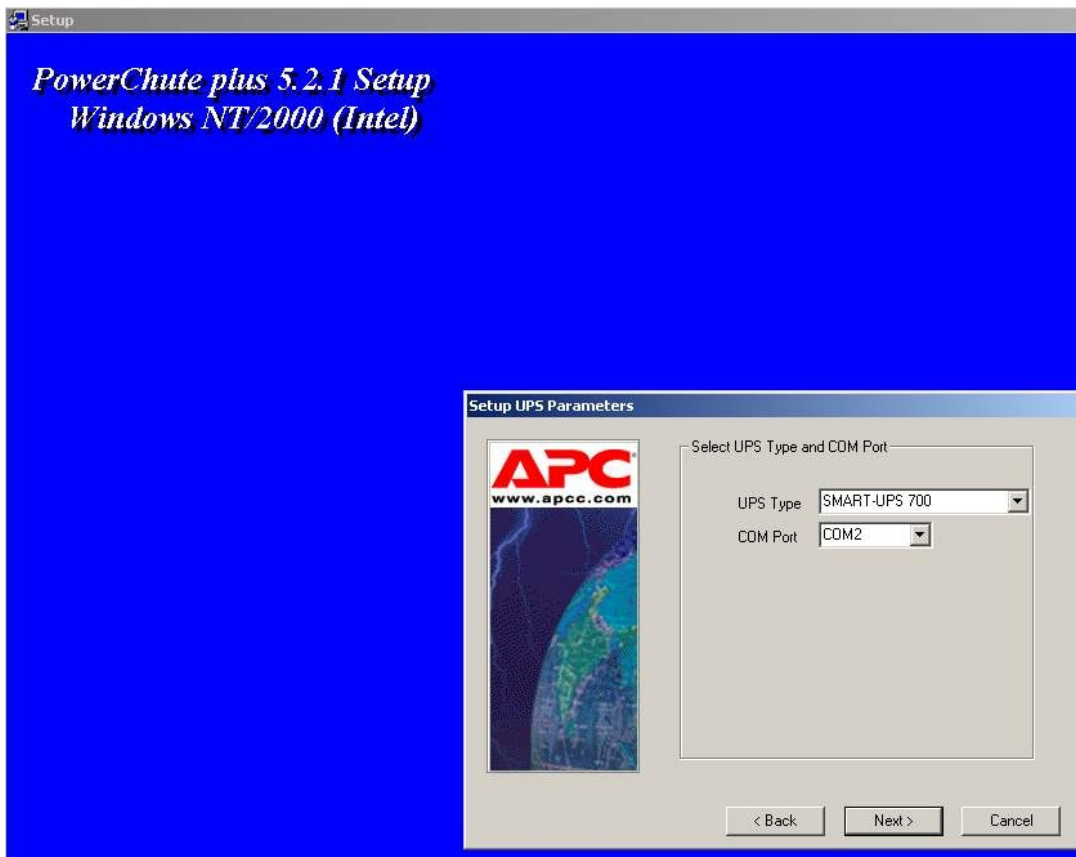 Setup
PowerChute plus 5.2.1 Setup
Windows NT/2000 (Intel)
Setup UPS Parameters
APC
www.apcc.com
Select UPS Type and COM Port
UPS Type SMART-UPS 700
COM Port COM2
< Back Next > Cancel